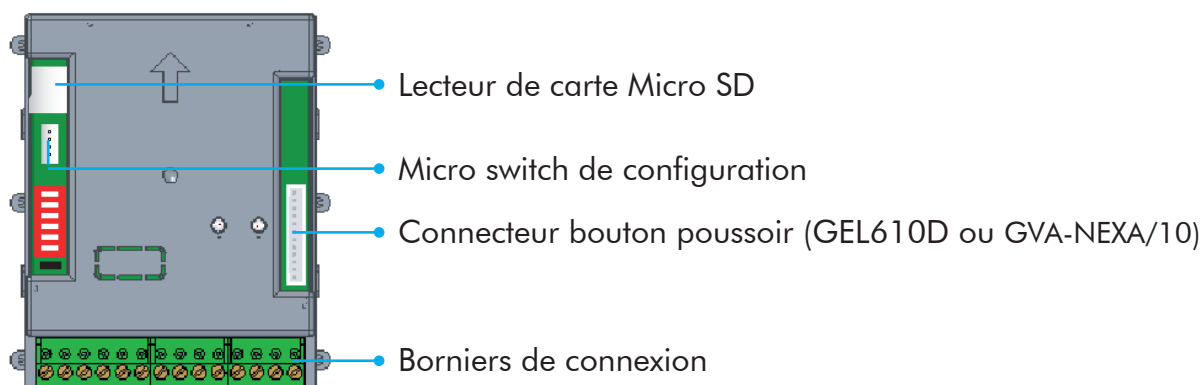 Lecteur de carte Micro SD
Micro switch de configuration
Connecteur bouton poussoir (GEL610D ou GVA-NEXA/10)
Borniers de connexion